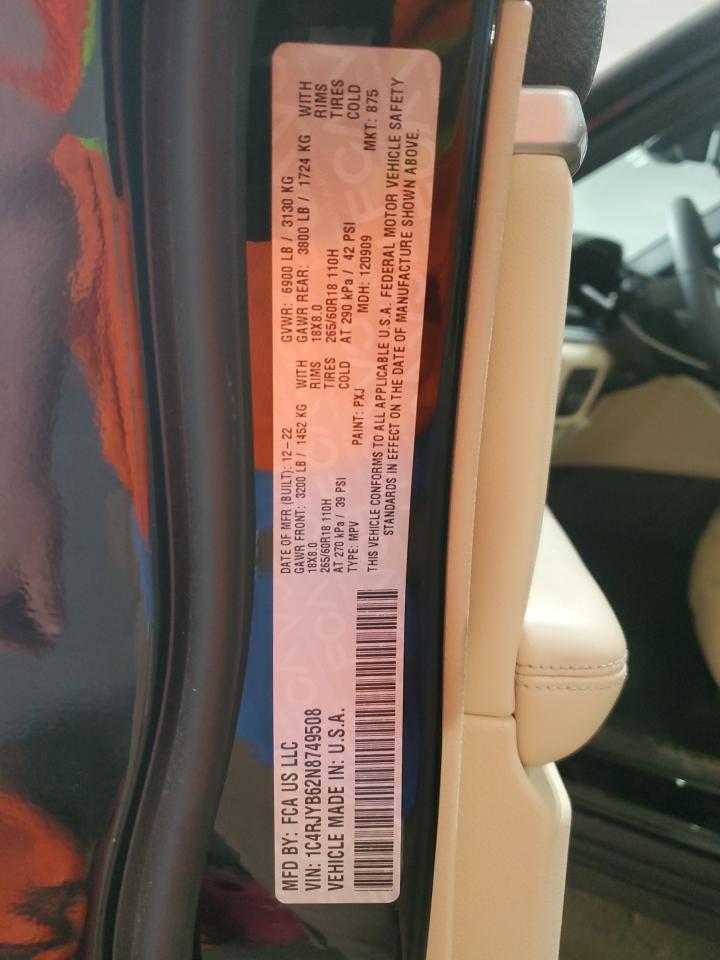 MFD BY: FCA US LLC
VIN: 1C4RJYB62N8749508
VEHICLE MADE IN: U.S.A.
DATE OF MFR (BUILT): 12-22
GVWR: 6900 LB / 3130 KG
GAWR FRONT: 3200 LB / 1452 KG WITH
GAWR REAR: 3800 LB / 1724 KG WITH
18X8.0 RIMS
18X8.0 RIMS
265/60R18 110H TIRES
265/60R18 110H TIRES
AT 270 kPa / 39 PSI COLD
AT 290 kPa / 42 PSI COLD
TYPE: MPV PAINT: PXJ MDH: 120909 MKT: 875
THIS VEHICLE CONFORMS TO ALL APPLICABLE U.S.A. FEDERAL MOTOR VEHICLE SAFETY
STANDARDS IN EFFECT ON THE DATE OF MANUFACTURE SHOWN ABOVE.